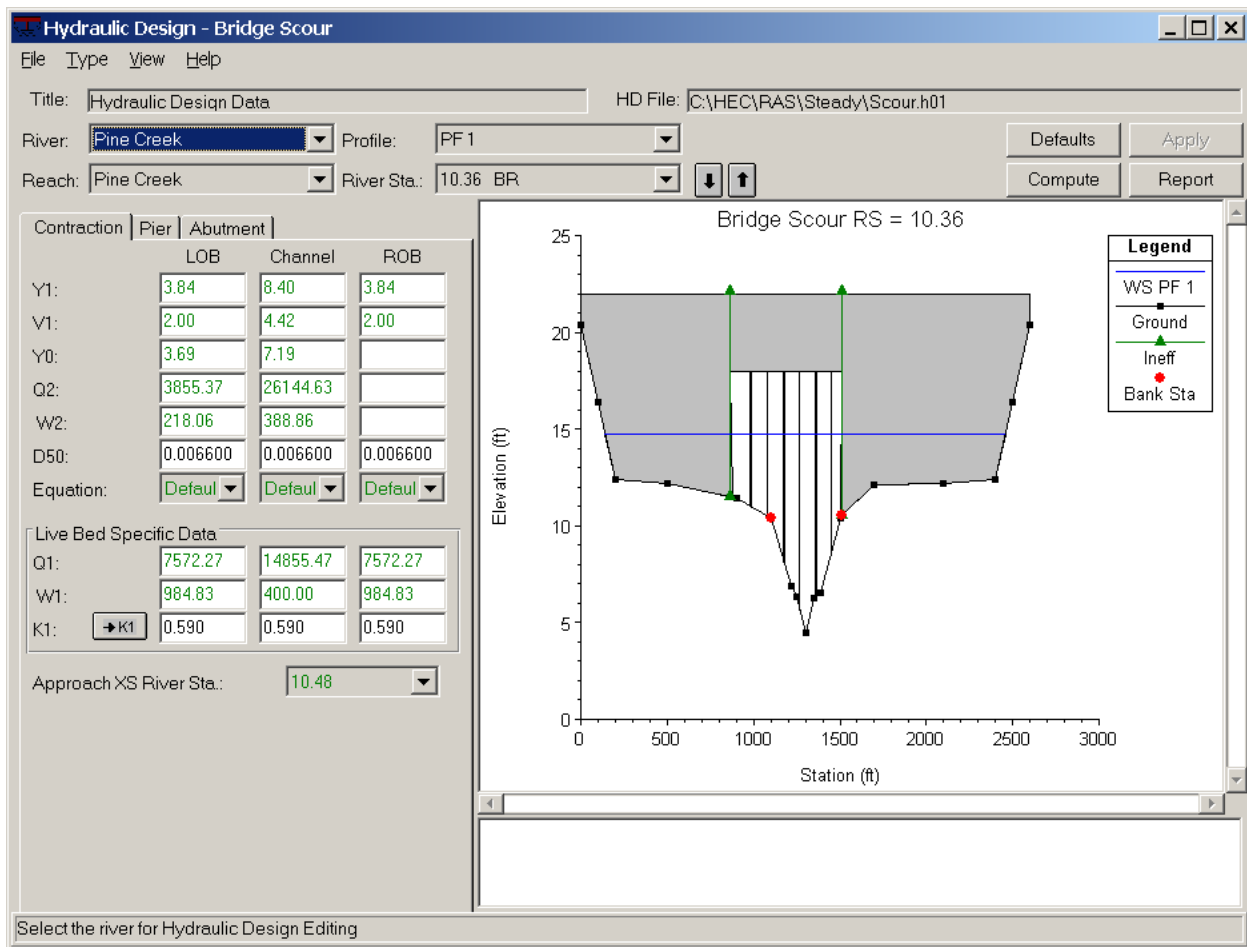 Hydraulic Design - Bridge Scour
File Type View Help
Title: Hydraulic Design Data HD File: C:\HEC\RAS\Steady\Scour.h01
River: Pine Creek Profile: PF 1 Defaults Apply
Reach: Pine Creek River Sta.: 10.36 BR Compute Report
Contraction Pier Abutment
LOB Channel ROB
Y1: 3.84 8.40 3.84
V1: 2.00 4.42 2.00
Y0: 3.69 7.19
Q2: 3855.37 26144.63
W2: 218.06 388.86
D50: 0.006600 0.006600 0.006600
Equation: Defaul Defaul Defaul
Live Bed Specific Data
Q1: 7572.27 14855.47 7572.27
W1: 984.83 400.00 984.83
K1: K1 0.590 0.590 0.590
Approach XS River Sta.: 10.48
Bridge Scour RS = 10.36
25
20
15
10
5
0
Elevation (ft)
0 500 1000 1500 2000 2500 3000
Station (ft)
Legend
WS PF 1
Ground
Ineff
Bank Sta
Select the river for Hydraulic Design Editing